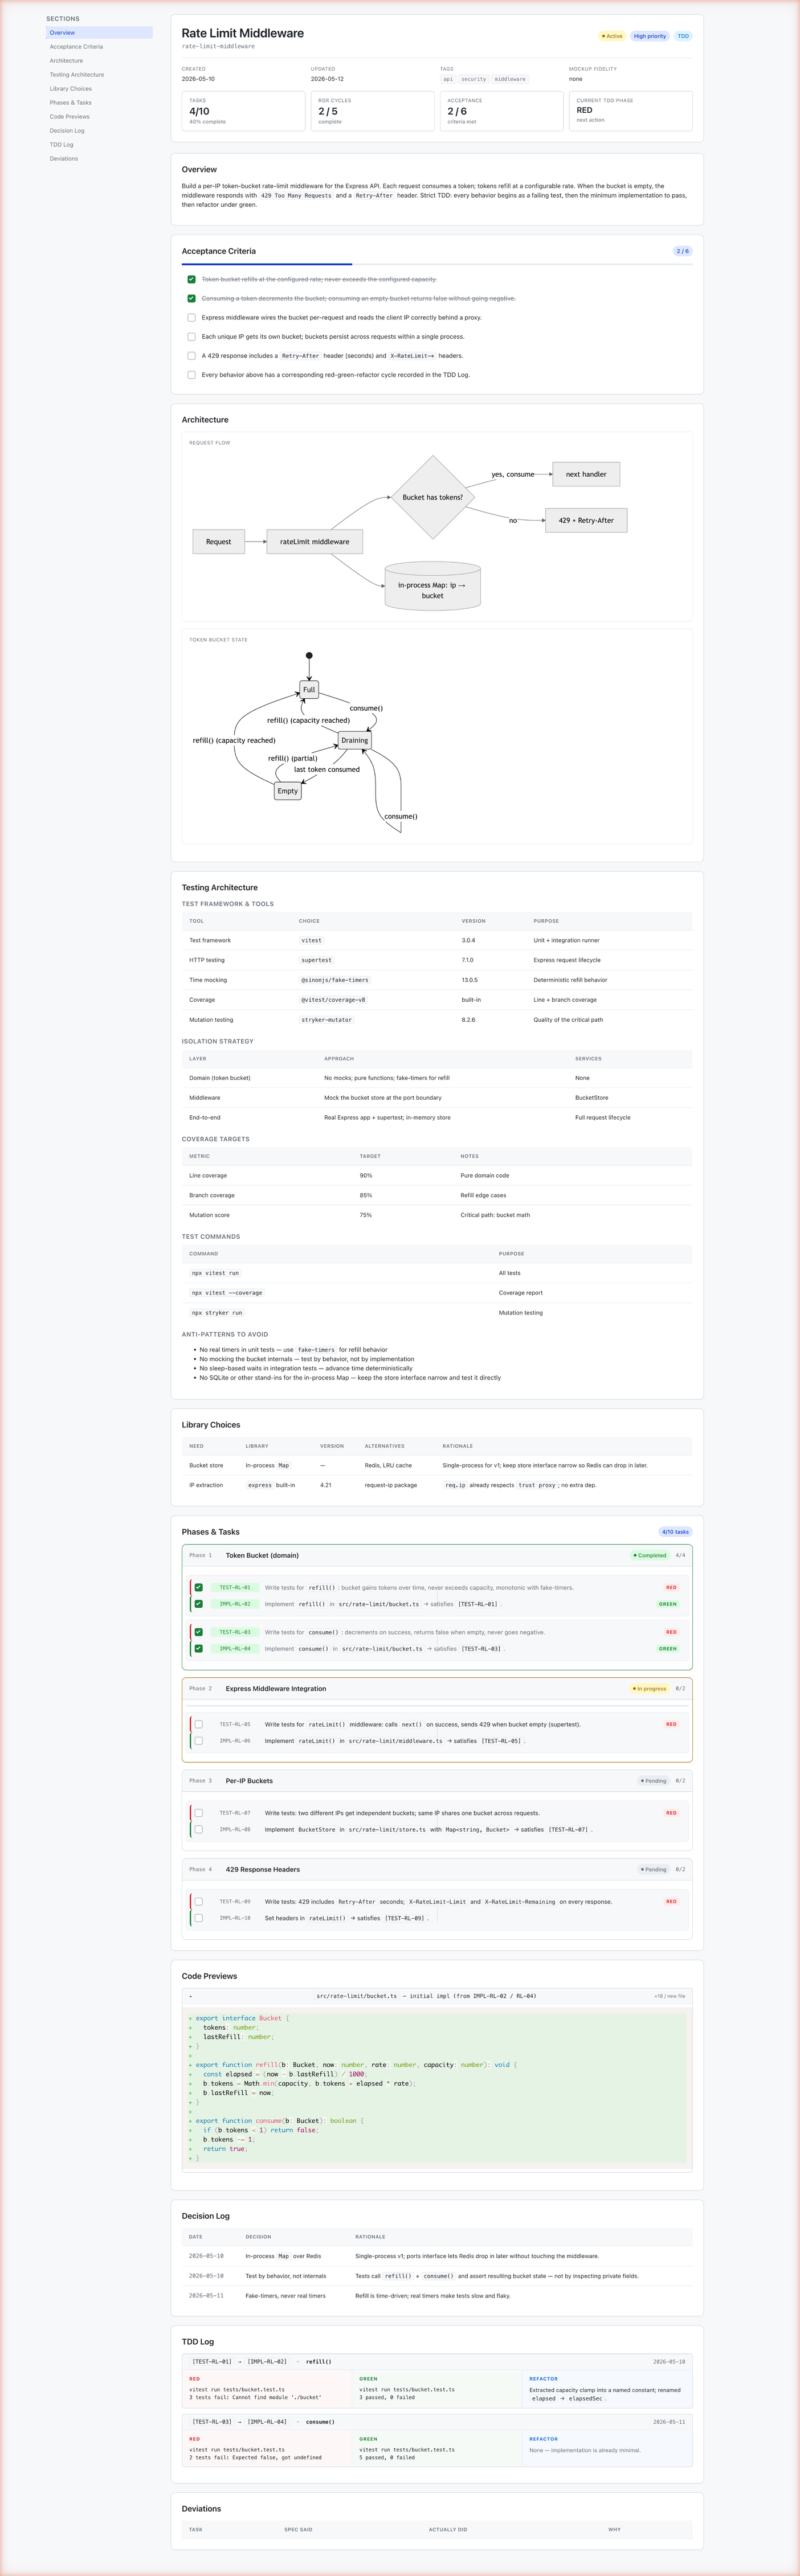 SECTIONS
Overview
Acceptance Criteria
Architecture
Testing Architecture
Library Choices
Phases & Tasks
Code Previews
Decision Log
TDD Log
Deviations
Rate Limit Middleware
rate-limit-middleware
Active High priority TDD
CREATED UPDATED TAGS MOCKUP FIDELITY
2026-05-10 2026-05-12 api security middleware none
TASKS RGR CYCLES ACCEPTANCE CURRENT TDD PHASE
4/10 2 / 5 2 / 6 RED
40% complete complete criteria met next action
Overview
Build a per-IP token-bucket rate-limit middleware for the Express API. Each request consumes a token; tokens refill at a configurable rate. When the bucket is empty, the
middleware responds with 429 Too Many Requests and a Retry-After header. Strict TDD: every behavior begins as a failing test, then the minimum implementation to pass,
then refactor under green.
Acceptance Criteria 2 / 6
Token bucket refills at the configured rate; never exceeds the configured capacity.
Consuming a token decrements the bucket; consuming an empty bucket returns false without going negative.
Express middleware wires the bucket per-request and reads the client IP correctly behind a proxy.
Each unique IP gets its own bucket; buckets persist across requests within a single process.
A 429 response includes a Retry-After header (seconds) and X-RateLimit-* headers.
Every behavior above has a corresponding red-green-refactor cycle recorded in the TDD Log.
Architecture
REQUEST FLOW
Request
rateLimit middleware
Bucket has tokens?
yes, consume
next handler
no
429 + Retry-After
in-process Map: ip →
bucket
TOKEN BUCKET STATE
Full
consume()
refill() (capacity reached)
refill() (capacity reached)
Draining
refill() (partial)
last token consumed
Empty
consume()
Testing Architecture
TEST FRAMEWORK & TOOLS
TOOL CHOICE VERSION PURPOSE
Test framework vitest 3.0.4 Unit + integration runner
HTTP testing supertest 7.1.0 Express request lifecycle
Time mocking @sinonjs/fake-timers 13.0.5 Deterministic refill behavior
Coverage @vitest/coverage-v8 built-in Line + branch coverage
Mutation testing stryker-mutator 8.2.6 Quality of the critical path
ISOLATION STRATEGY
LAYER APPROACH SERVICES
Domain (token bucket) No mocks; pure functions; fake-timers for refill None
Middleware Mock the bucket store at the port boundary BucketStore
End-to-end Real Express app + supertest; in-memory store Full request lifecycle
COVERAGE TARGETS
METRIC TARGET NOTES
Line coverage 90% Pure domain code
Branch coverage 85% Refill edge cases
Mutation score 75% Critical path: bucket math
TEST COMMANDS
COMMAND PURPOSE
npx vitest run All tests
npx vitest --coverage Coverage report
npx stryker run Mutation testing
ANTI-PATTERNS TO AVOID
• No real timers in unit tests — use fake-timers for refill behavior
• No mocking the bucket internals — test by behavior, not by implementation
• No sleep-based waits in integration tests — advance time deterministically
• No SQLite or other stand-ins for the in-process Map — keep the store interface narrow and test it directly
Library Choices
NEED LIBRARY VERSION ALTERNATIVES RATIONALE
Bucket store In-process Map — Redis, LRU cache Single-process for v1; keep store interface narrow so Redis can drop in later.
IP extraction express built-in 4.21 request-ip package req.ip already respects trust proxy ; no extra dep.
Phases & Tasks 4/10 tasks
Phase 1 Token Bucket (domain) Completed 4/4
TEST-RL-01 Write tests for refill() : bucket gains tokens over time, never exceeds capacity, monotonic with fake-timers. RED
IMPL-RL-02 Implement refill() in src/rate-limit/bucket.ts → satisfies [TEST-RL-01] . GREEN
TEST-RL-03 Write tests for consume() : decrements on success, returns false when empty, never goes negative. RED
IMPL-RL-04 Implement consume() in src/rate-limit/bucket.ts → satisfies [TEST-RL-03] . GREEN
Phase 2 Express Middleware Integration In progress 0/2
TEST-RL-05 Write tests for rateLimit() middleware: calls next() on success, sends 429 when bucket empty (supertest). RED
IMPL-RL-06 Implement rateLimit() in src/rate-limit/middleware.ts → satisfies [TEST-RL-05] .
Phase 3 Per-IP Buckets Pending 0/2
TEST-RL-07 Write tests: two different IPs get independent buckets; same IP shares one bucket across requests. RED
IMPL-RL-08 Implement BucketStore in src/rate-limit/store.ts with Map<string, Bucket> → satisfies [TEST-RL-07] .
Phase 4 429 Response Headers Pending 0/2
TEST-RL-09 Write tests: 429 includes Retry-After seconds; X-RateLimit-Limit and X-RateLimit-Remaining on every response. RED
IMPL-RL-10 Set headers in rateLimit() → satisfies [TEST-RL-09] .
Code Previews
src/rate-limit/bucket.ts — initial impl (from IMPL-RL-02 / RL-04) +18 / new file
+ export interface Bucket {
+ tokens: number;
+ lastRefill: number;
+ }
+
+ export function refill(b: Bucket, now: number, rate: number, capacity: number): void {
+ const elapsed = (now - b.lastRefill) / 1000;
+ b.tokens = Math.min(capacity, b.tokens + elapsed * rate);
+ b.lastRefill = now;
+ }
+
+ export function consume(b: Bucket): boolean {
+ if (b.tokens < 1) return false;
+ b.tokens -= 1;
+ return true;
+ }
Decision Log
DATE DECISION RATIONALE
2026-05-10 In-process Map over Redis Single-process v1; ports interface lets Redis drop in later without touching the middleware.
2026-05-10 Test by behavior, not internals Tests call refill() + consume() and assert resulting bucket state — not by inspecting private fields.
2026-05-11 Fake-timers, never real timers Refill is time-driven; real timers make tests slow and flaky.
TDD Log
[TEST-RL-01] → [IMPL-RL-02] · refill() 2026-05-10
RED GREEN REFACTOR
vitest run tests/bucket.test.ts vitest run tests/bucket.test.ts Extracted capacity clamp into a named constant; renamed
3 tests fail: Cannot find module './bucket' 3 passed, 0 failed elapsed → elapsedSec .
[TEST-RL-03] → [IMPL-RL-04] · consume() 2026-05-11
RED GREEN REFACTOR
vitest run tests/bucket.test.ts vitest run tests/bucket.test.ts None — implementation is already minimal.
2 tests fail: Expected false, got undefined 5 passed, 0 failed
Deviations
TASK SPEC SAID ACTUALLY DID WHY